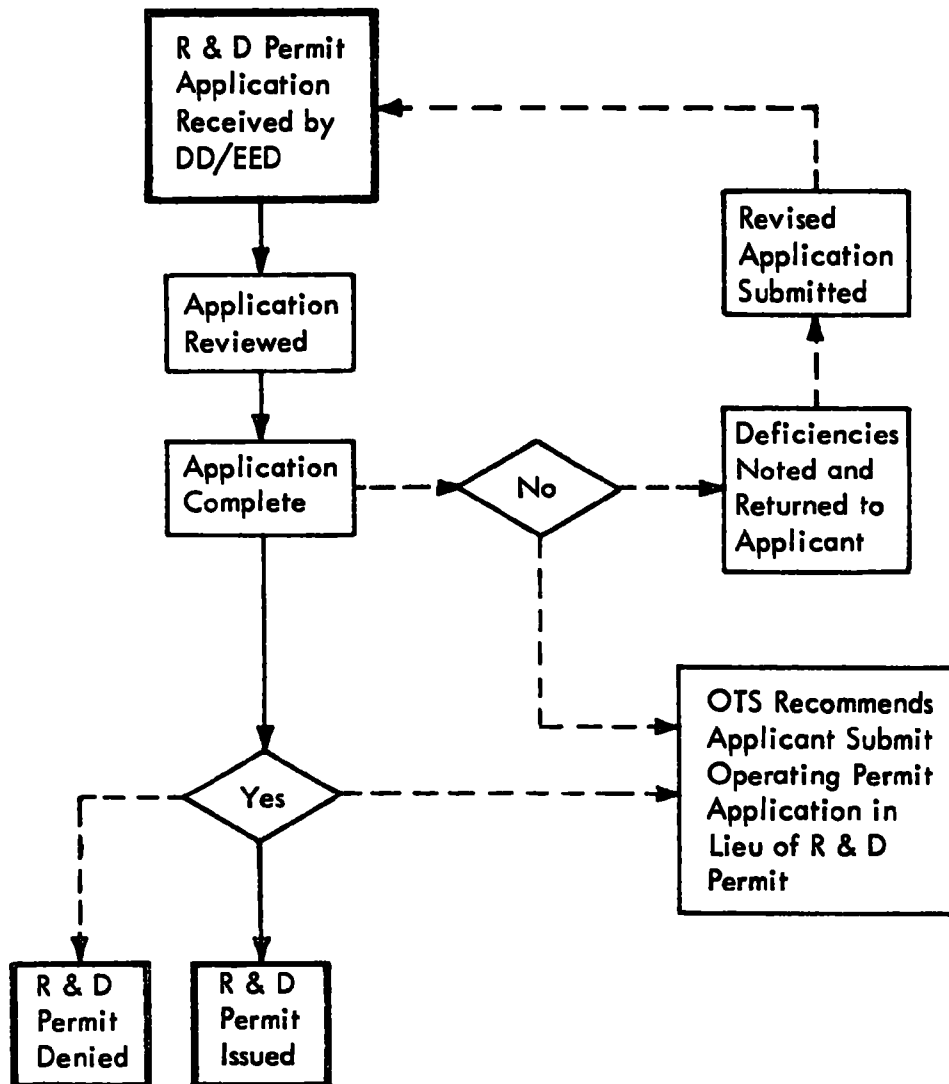 R & D Permit
Application
Received by
DD/EED
Revised
Application
Submitted
Application
Reviewed
Application
Complete
No
Deficiencies
Noted and
Returned to
Applicant
OTS Recommends
Applicant Submit
Operating Permit
Application in
Lieu of R & D
Permit
Yes
R & D
Permit
Denied
R & D
Permit
Issued